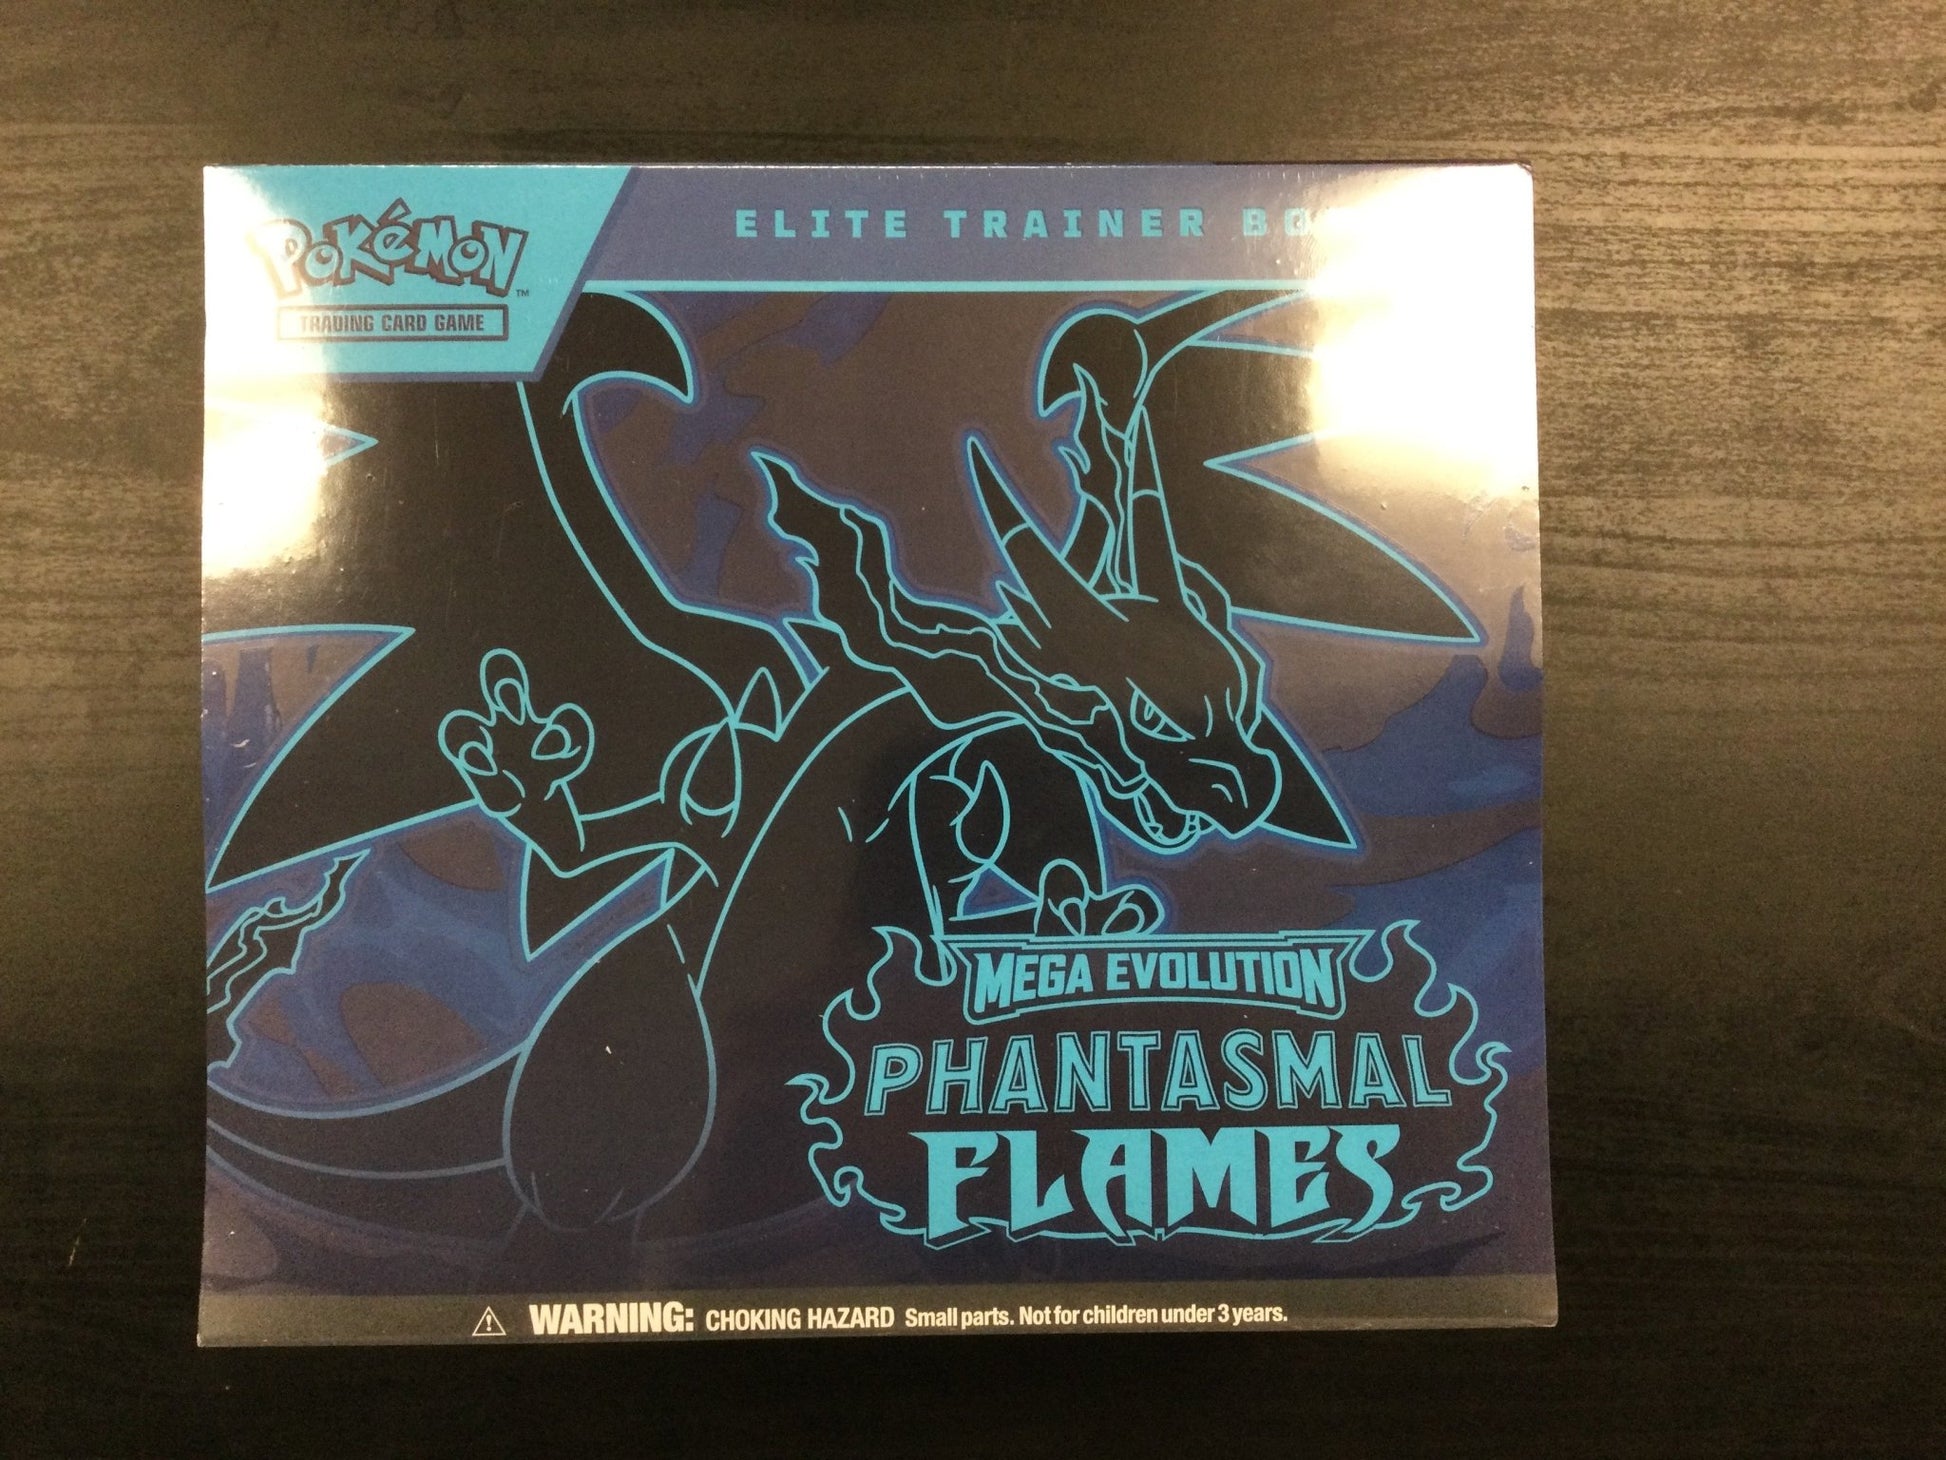 POKéMON
TM
TRADING CARD GAME
ELITE TRAINER
MEGA EVOLUTION
PHANTASMAL
FLAMES
WARNING: CHOKING HAZARD Small parts. Not for children under 3 years.